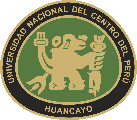 UNIVERSIDAD NACIONAL DEL CENTRO DEL PERU
HUANCAYO